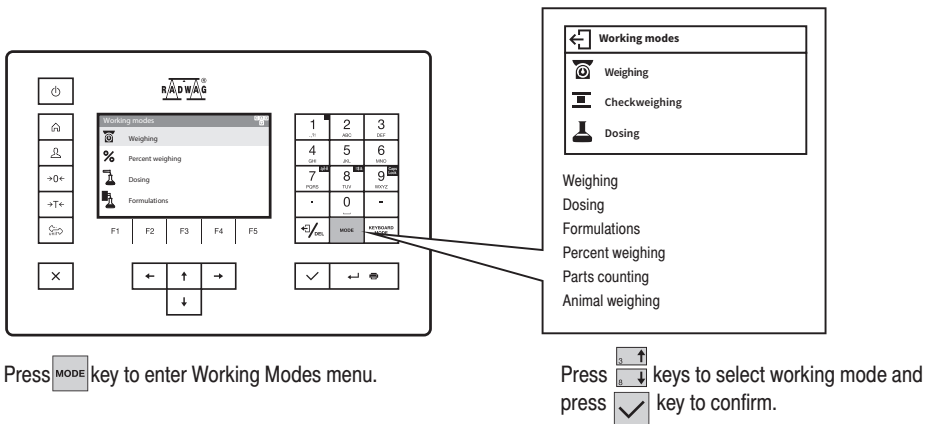 RADWAG®
Working modes
Weighing
Percent weighing
Dosing
Formulations
F1 F2 F3 F4 F5
→0←
→T←
1 2 3
.,?! ABC DEF
4 5 6
GHI JKL MNO
7 8 9
PQRS TUV WXYZ
. 0 -
DEL MODE KEYBOARD MODE
Working modes
Weighing
Checkweighing
Dosing
Weighing
Dosing
Formulations
Percent weighing
Parts counting
Animal weighing
Press MODE key to enter Working Modes menu.
Press 3 8 keys to select working mode and
press key to confirm.